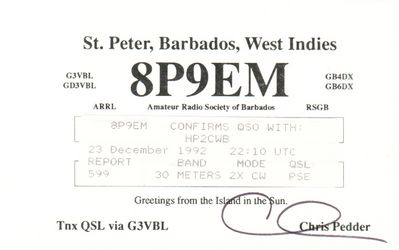 St. Peter, Barbados, West Indies
G3VBL
GD3VBL
8P9EM
GB4DX
GB6DX
ARRL Amateur Radio Society of Barbados RSGB
8P9EM CONFIRMS QSO WITH:
HP2CWB
23 December 1992 22:10 UTC
REPORT BAND MODE QSL
599 30 METERS 2X CW PSE
Greetings from the Island in the Sun.
Tnx QSL via G3VBL Chris Pedder